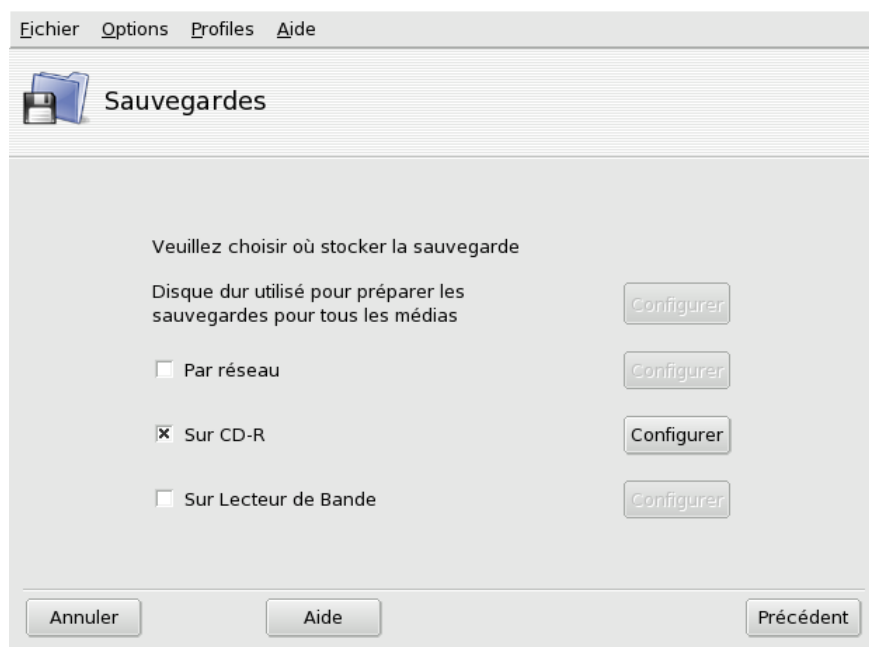 Fichier Options Profiles Aide
Sauvegardes
Veuillez choisir où stocker la sauvegarde
Disque dur utilisé pour préparer les
sauvegardes pour tous les médias
Configurer
Par réseau Configurer
Sur CD-R Configurer
Sur Lecteur de Bande Configurer
Annuler Aide Précédent